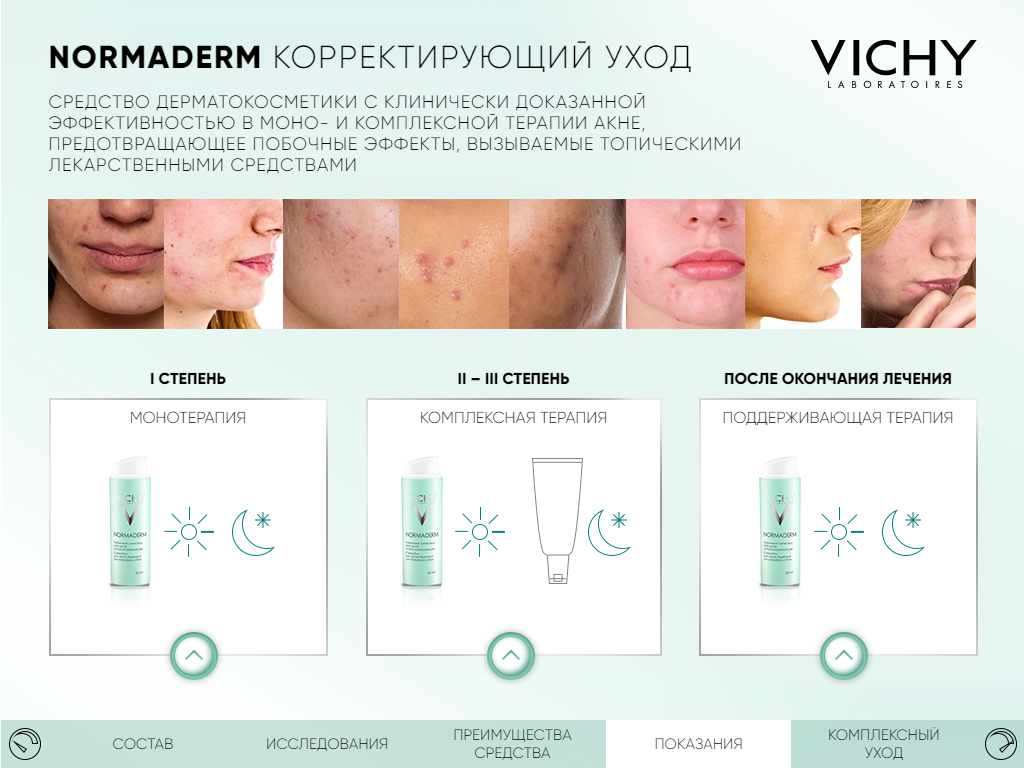 NORMADERM КОРРЕКТИРУЮЩИЙ УХОД
VICHY
LABORATOIRES
СРЕДСТВО ДЕРМАТОКОСМЕТИКИ С КЛИНИЧЕСКИ ДОКАЗАННОЙ
ЭФФЕКТИВНОСТЬЮ В МОНО- И КОМПЛЕКСНОЙ ТЕРАПИИ АКНЕ,
ПРЕДОТВРАЩАЮЩЕЕ ПОБОЧНЫЕ ЭФФЕКТЫ, ВЫЗЫВАЕМЫЕ ТОПИЧЕСКИМИ
ЛЕКАРСТВЕННЫМИ СРЕДСТВАМИ
I СТЕПЕНЬ
МОНОТЕРАПИЯ
VICHY
NORMADERM
II – III СТЕПЕНЬ
КОМПЛЕКСНАЯ ТЕРАПИЯ
VICHY
NORMADERM
ПОСЛЕ ОКОНЧАНИЯ ЛЕЧЕНИЯ
ПОДДЕРЖИВАЮЩАЯ ТЕРАПИЯ
VICHY
NORMADERM
СОСТАВ
ИССЛЕДОВАНИЯ
ПРЕИМУЩЕСТВА
СРЕДСТВА
ПОКАЗАНИЯ
КОМПЛЕКСНЫЙ
УХОД